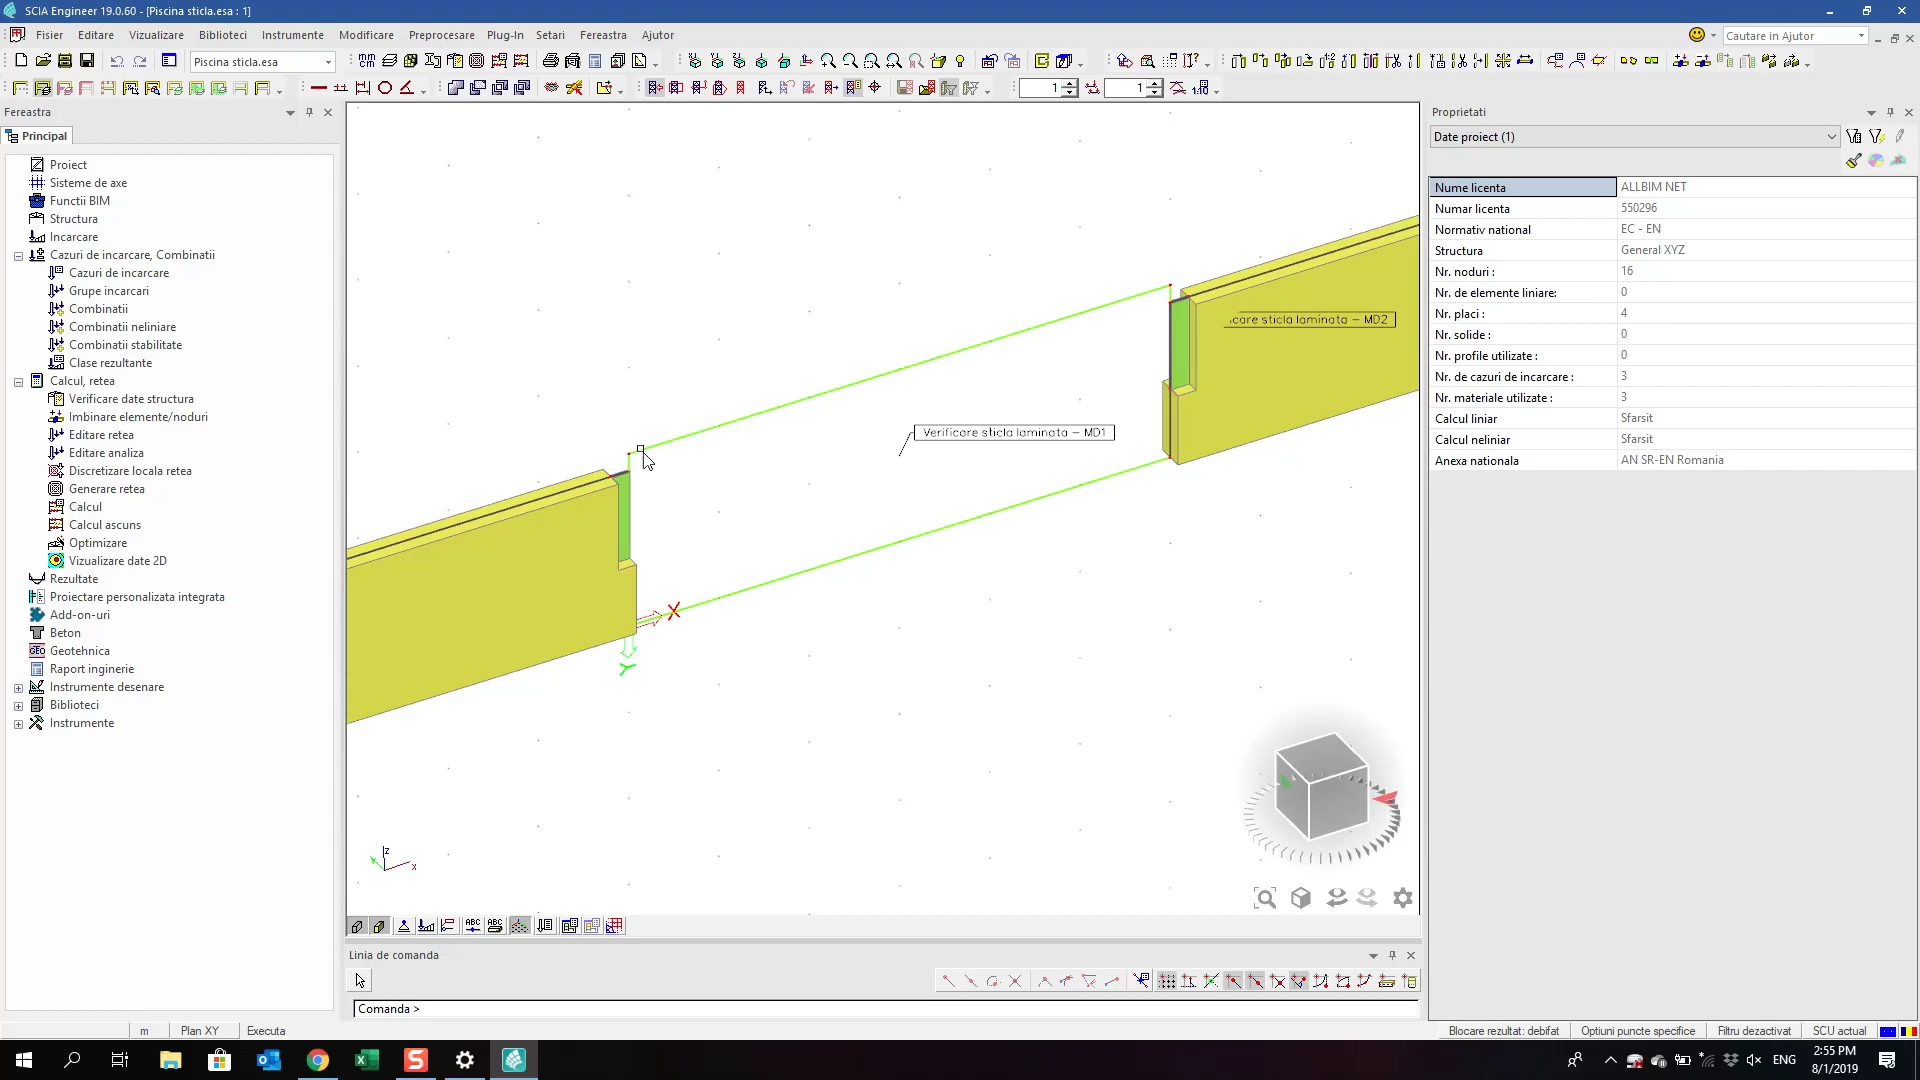 SCIA Engineer 19.0.60 - [Piscina sticla.esa : 1]
Fisier Editare Vizualizare Biblioteci Instrumente Modificare Preprocesare Plug-In Setari Fereastra Ajutor
Cautare in Ajutor
Piscina sticla.esa
1 1
Fereastra
Principal
Proiect
Sisteme de axe
Functii BIM
Structura
Incarcare
Cazuri de incarcare, Combinatii
Cazuri de incarcare
Grupe incarcari
Combinatii
Combinatii neliniare
Combinatii stabilitate
Clase rezultante
Calcul, retea
Verificare date structura
Imbinare elemente/noduri
Editare retea
Editare analiza
Discretizare locala retea
Generare retea
Calcul
Calcul ascuns
Optimizare
Vizualizare date 2D
Rezultate
Proiectare personalizata integrata
Add-on-uri
Beton
Geotehnica
Raport inginerie
Instrumente desenare
Biblioteci
Instrumente
icare sticla laminata – MD2
Verificare sticla laminata – MD1
X
Y
z
x
Proprietati
Date proiect (1)
Nume licenta ALLBIM NET
Numar licenta 550296
Normativ national EC - EN
Structura General XYZ
Nr. noduri : 16
Nr. de elemente liniare: 0
Nr. placi : 4
Nr. solide : 0
Nr. profile utilizate : 0
Nr. de cazuri de incarcare : 3
Nr. materiale utilizate : 3
Calcul liniar Sfarsit
Calcul neliniar Sfarsit
Anexa nationala AN SR-EN Romania
Linia de comanda
Comanda >
m Plan XY Executa
Blocare rezultat: debifat Optiuni puncte specifice Filtru dezactivat SCU actual
ENG
2:55 PM
8/1/2019